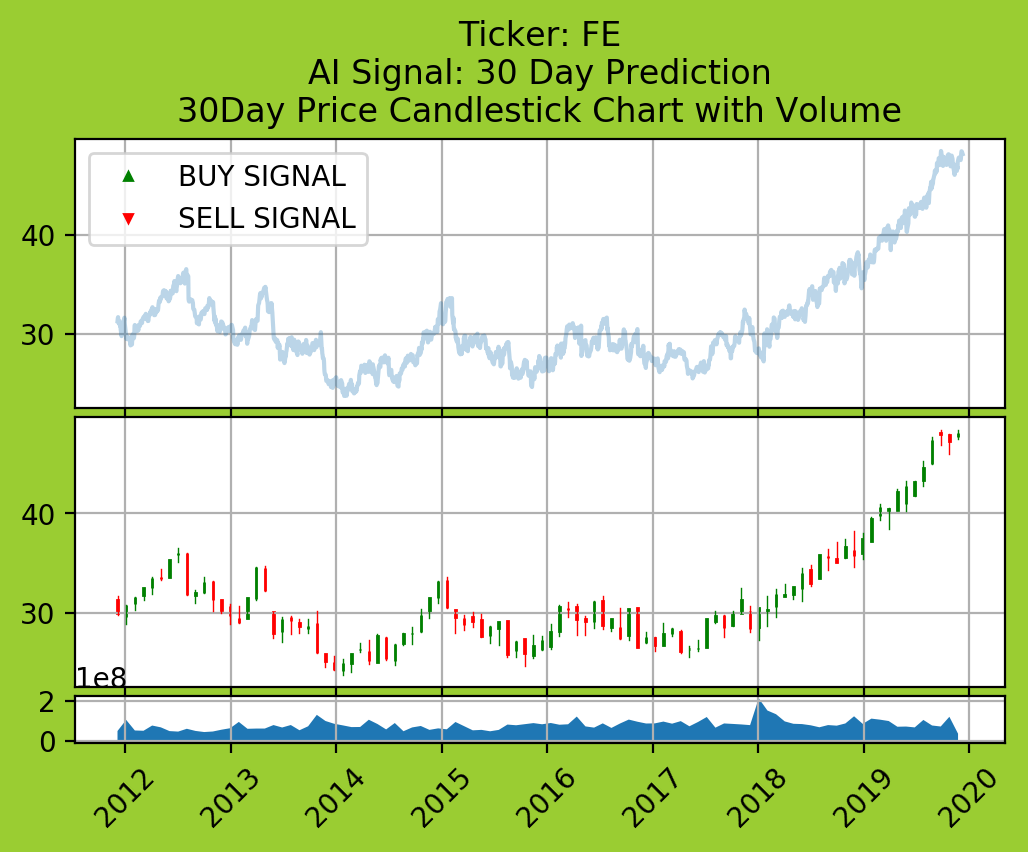 Ticker: FE
AI Signal: 30 Day Prediction
30Day Price Candlestick Chart with Volume
BUY SIGNAL
SELL SIGNAL
40
30
40
30
1e8
2
0
2012 2013 2014 2015 2016 2017 2018 2019 2020